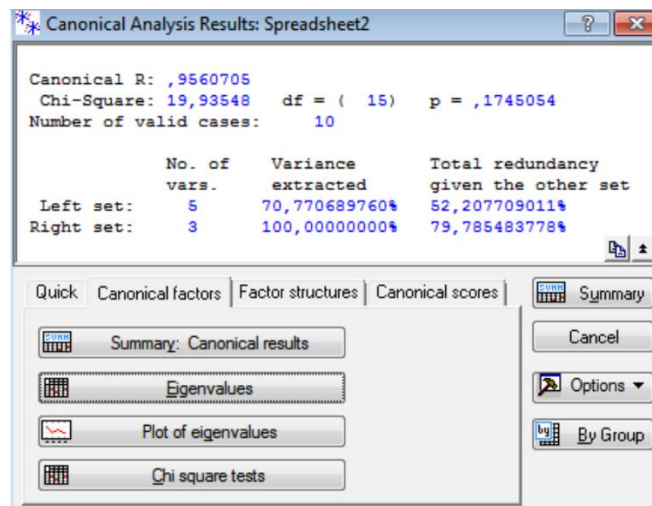 Canonical Analysis Results: Spreadsheet2
Canonical R: ,9560705
Chi-Square: 19,93548 df = ( 15) p = ,1745054
Number of valid cases: 10
No. of Variance Total redundancy
vars. extracted given the other set
Left set: 5 70,770689760% 52,207709011%
Right set: 3 100,00000000% 79,785483778%
Quick Canonical factors Factor structures Canonical scores
Summary
Summary: Canonical results
Cancel
Eigenvalues
Options
Plot of eigenvalues
By Group
Chi square tests